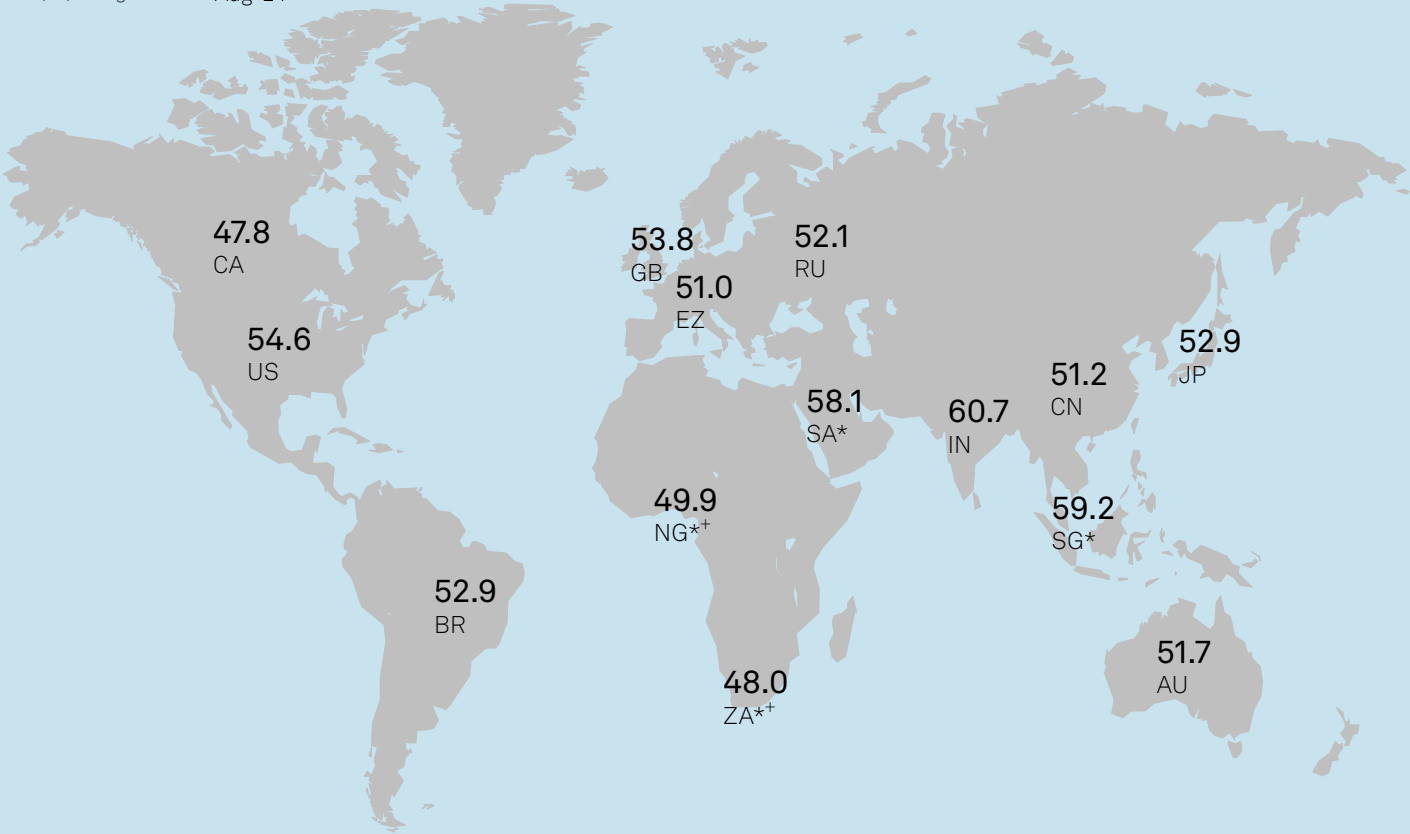 47.8
CA
53.8
GB
52.1
RU
51.0
EZ
54.6
US
52.9
JP
51.2
CN
58.1
SA*
60.7
IN
49.9
NG*+
59.2
SG*
52.9
BR
51.7
AU
48.0
ZA*+